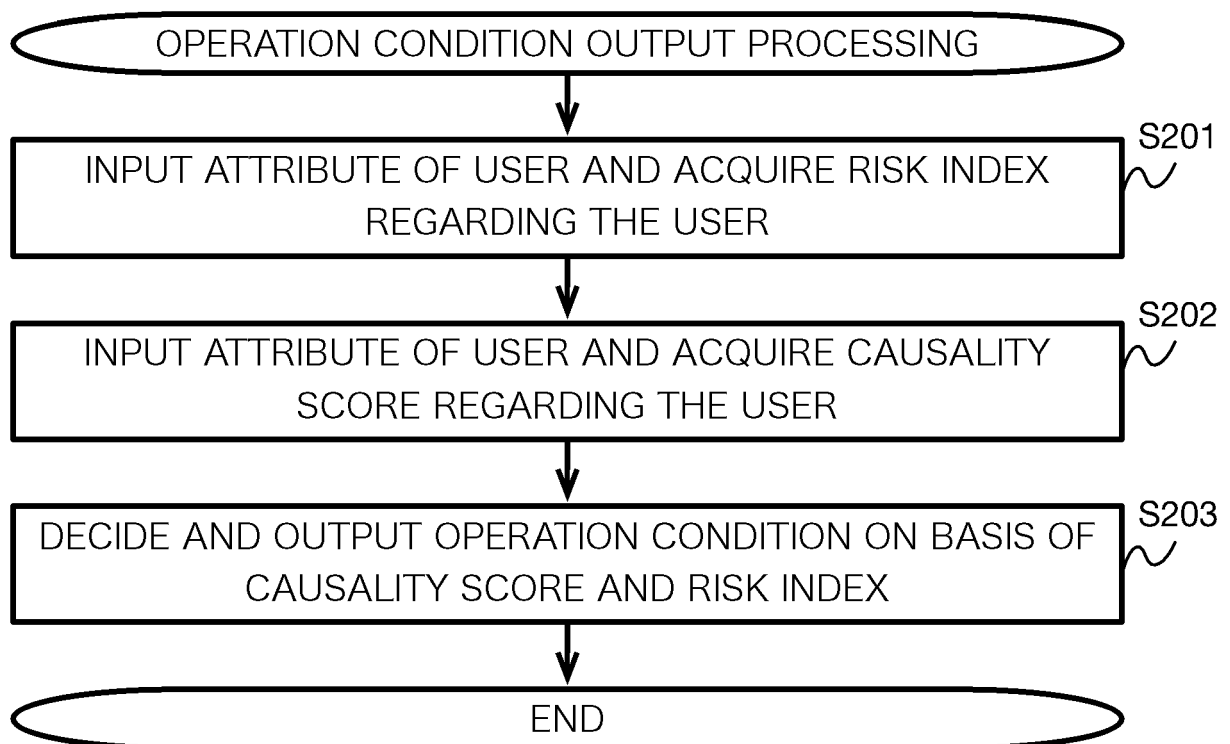 OPERATION CONDITION OUTPUT PROCESSING
S201
INPUT ATTRIBUTE OF USER AND ACQUIRE RISK INDEX
REGARDING THE USER
S202
INPUT ATTRIBUTE OF USER AND ACQUIRE CAUSALITY
SCORE REGARDING THE USER
S203
DECIDE AND OUTPUT OPERATION CONDITION ON BASIS OF
CAUSALITY SCORE AND RISK INDEX
END